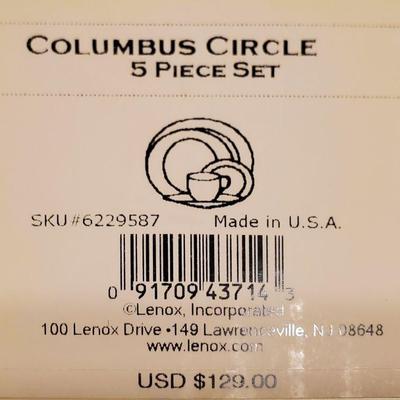 COLUMBUS CIRCLE
5 PIECE SET
SKU#6229587 Made in U.S.A.
0 91709 43714 3
©Lenox, Incorporated
100 Lenox Drive •149 Lawrenceville, NJ 08648
www.lenox.com
USD $129.00